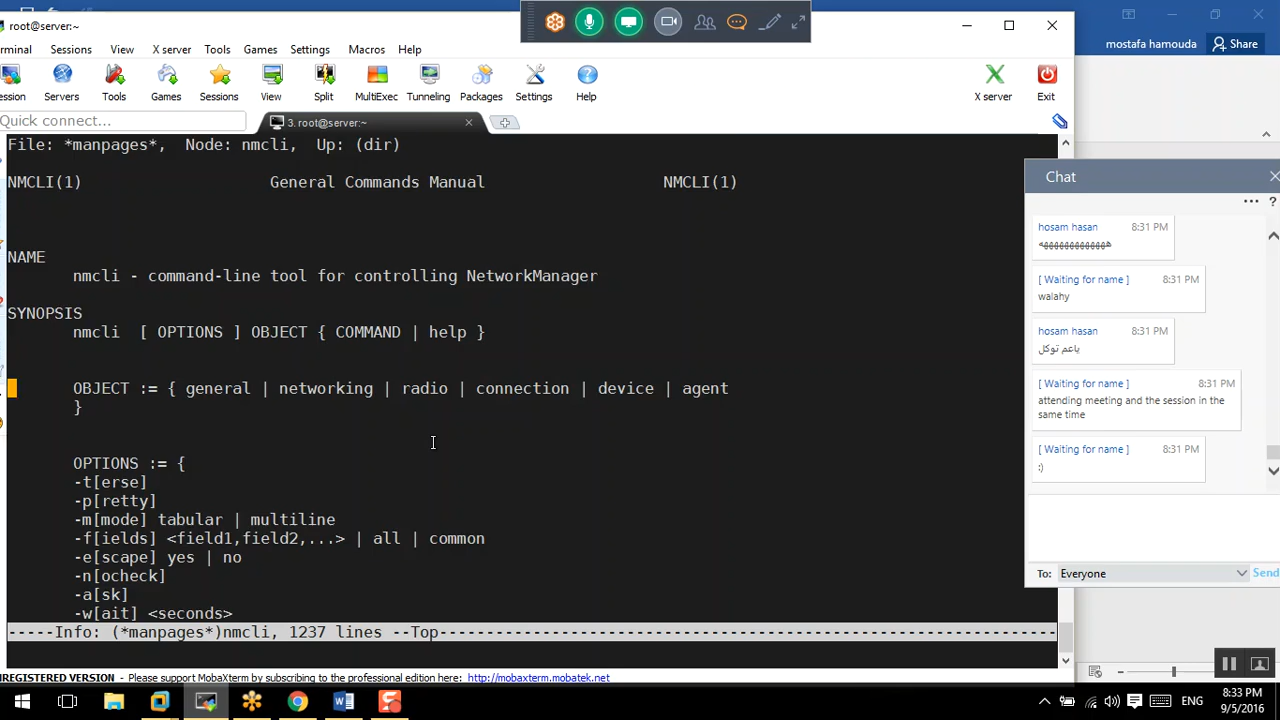 root@server:~
mostafa hamouda
Share
rminal Sessions View X server Tools Games Settings Macros Help
ession Servers Tools Games Sessions View Split MultiExec Tunneling Packages Settings Help X server Exit
Quick connect...
3. root@server:~
File: *manpages*, Node: nmcli, Up: (dir)
NMCLI(1) General Commands Manual NMCLI(1)
NAME
nmcli - command-line tool for controlling NetworkManager
SYNOPSIS
nmcli [ OPTIONS ] OBJECT { COMMAND | help }
OBJECT := { general | networking | radio | connection | device | agent
}
OPTIONS := {
-t[erse]
-p[retty]
-m[mode] tabular | multiline
-f[ields] <field1,field2,...> | all | common
-e[scape] yes | no
-n[ocheck]
-a[sk]
-w[ait] <seconds>
-----Info: (*manpages*)nmcli, 1237 lines --Top-----------------------------------------------------------
REGISTERED VERSION - Please support MobaXterm by subscribing to the professional edition here: http://mobaxterm.mobatek.net
Chat
hosam hasan 8:31 PM
[ Waiting for name ] 8:31 PM
walahy
hosam hasan 8:31 PM
ياعم توكل
[ Waiting for name ] 8:31 PM
attending meeting and the session in the
same time
[ Waiting for name ] 8:31 PM
:)
To: Everyone Send
ENG
8:33 PM
9/5/2016